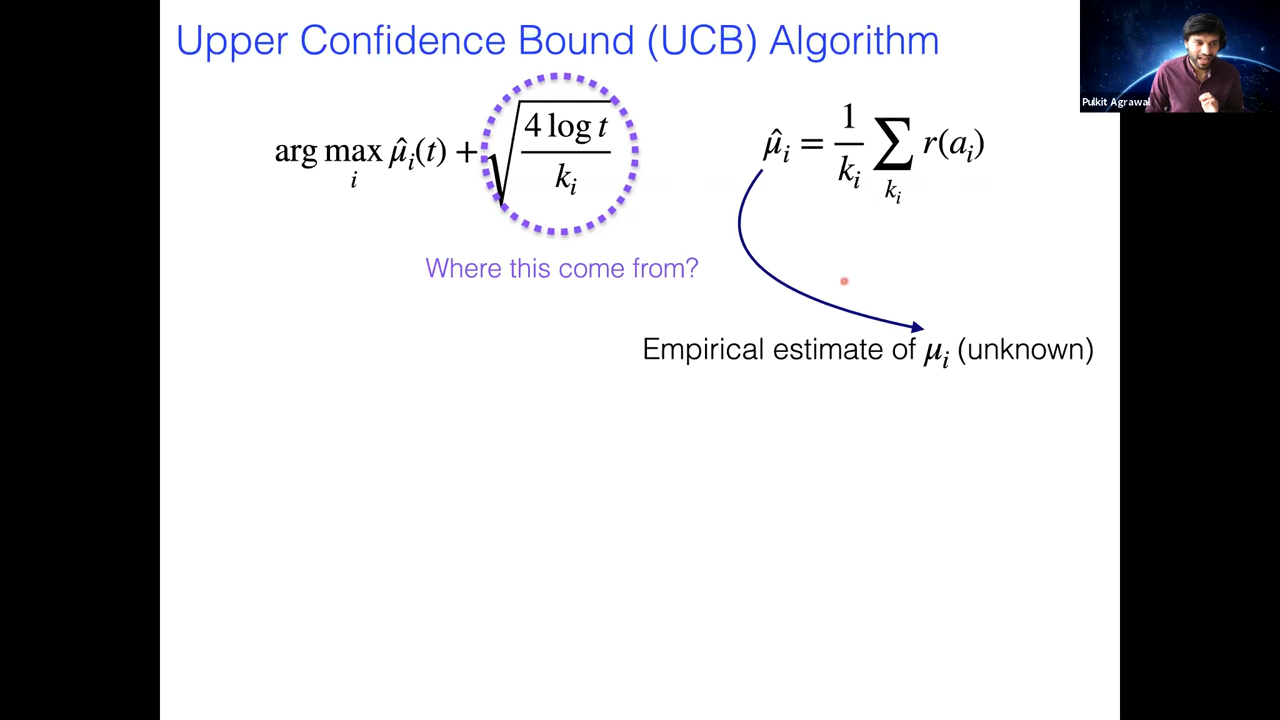 Upper Confidence Bound (UCB) Algorithm
Pulkit Agrawal
arg max_i μ̂_i(t) + √(4 log t / k_i)
μ̂_i = 1/k_i ∑_{k_i} r(a_i)
Where this come from?
Empirical estimate of μ_i (unknown)